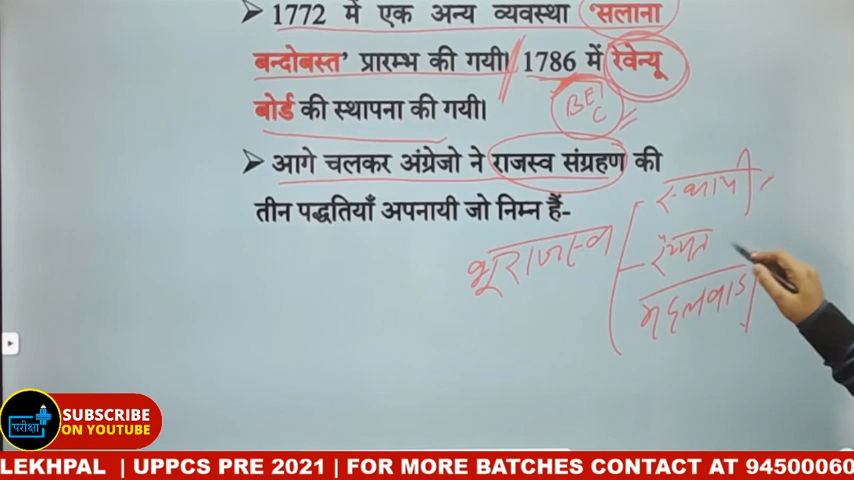 ➤ 1772 में एक अन्य व्यवस्था ‘सलाना
बन्दोबस्त’ प्रारम्भ की गयी। 1786 में रेवेन्यू
बोर्ड की स्थापना की गयी।
BEIC
➤ आगे चलकर अंग्रेजो ने राजस्व संग्रहण की
तीन पद्धतियाँ अपनायी जो निम्न हैं-
स्थायी
भू राजस्व
रैय्यत
महलवाड़
परीक्षा
SUBSCRIBE
ON YOUTUBE
LEKHPAL | UPPCS PRE 2021 | FOR MORE BATCHES CONTACT AT 94500060